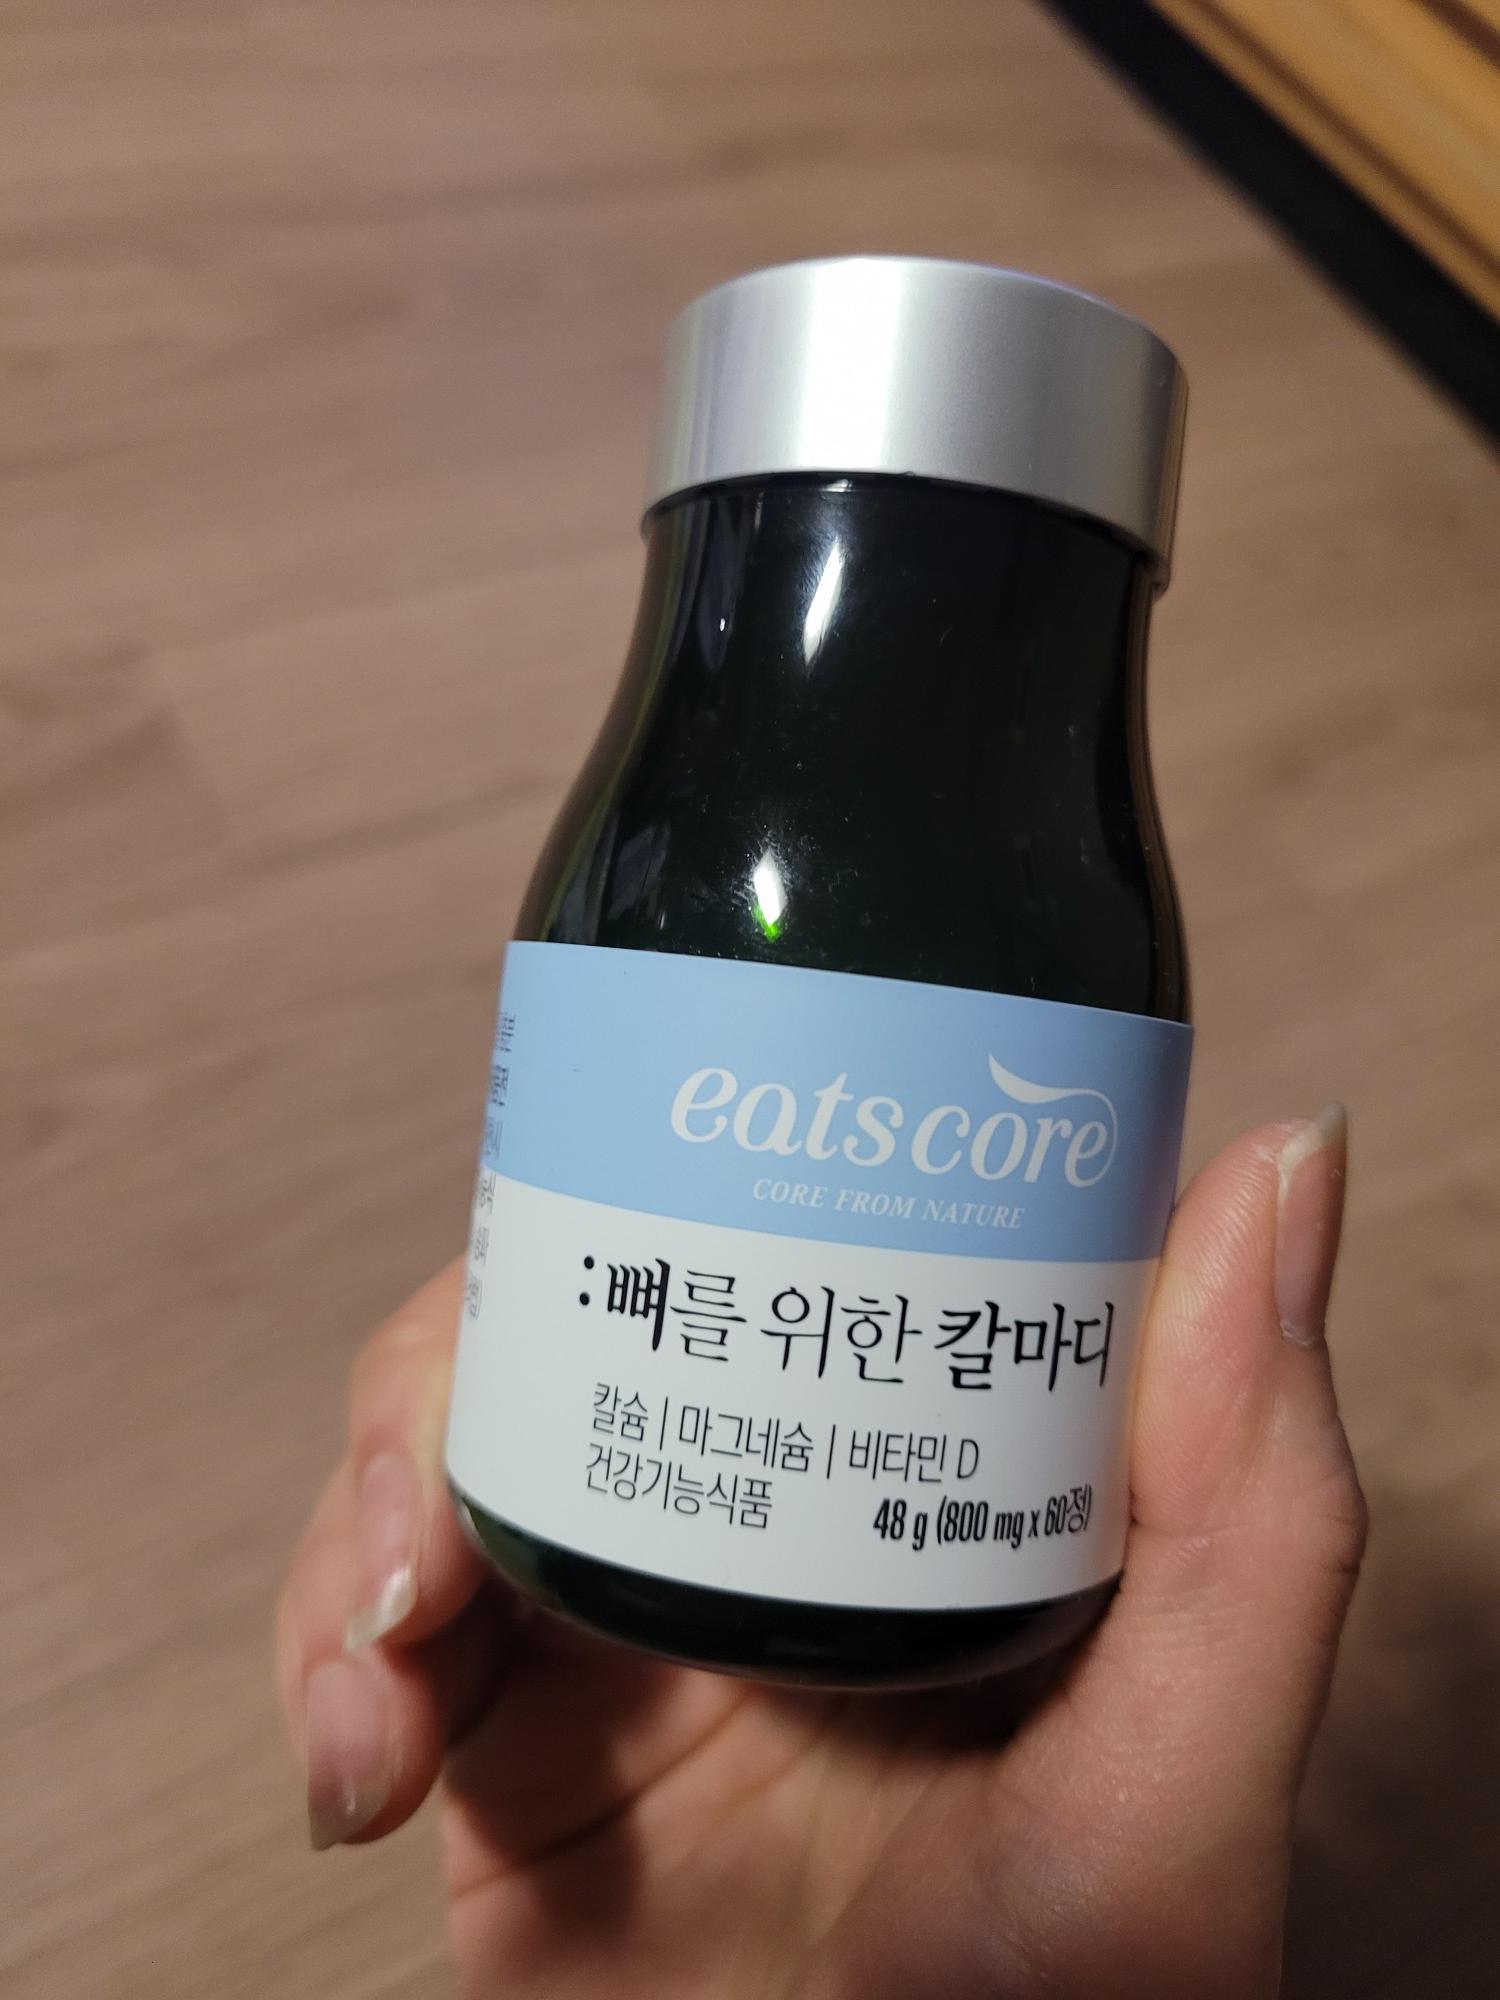 eatscore
CORE FROM NATURE
:뼈를 위한 칼마디
칼슘 | 마그네슘 | 비타민 D
건강기능식품
48 g (800 mg x 60정)